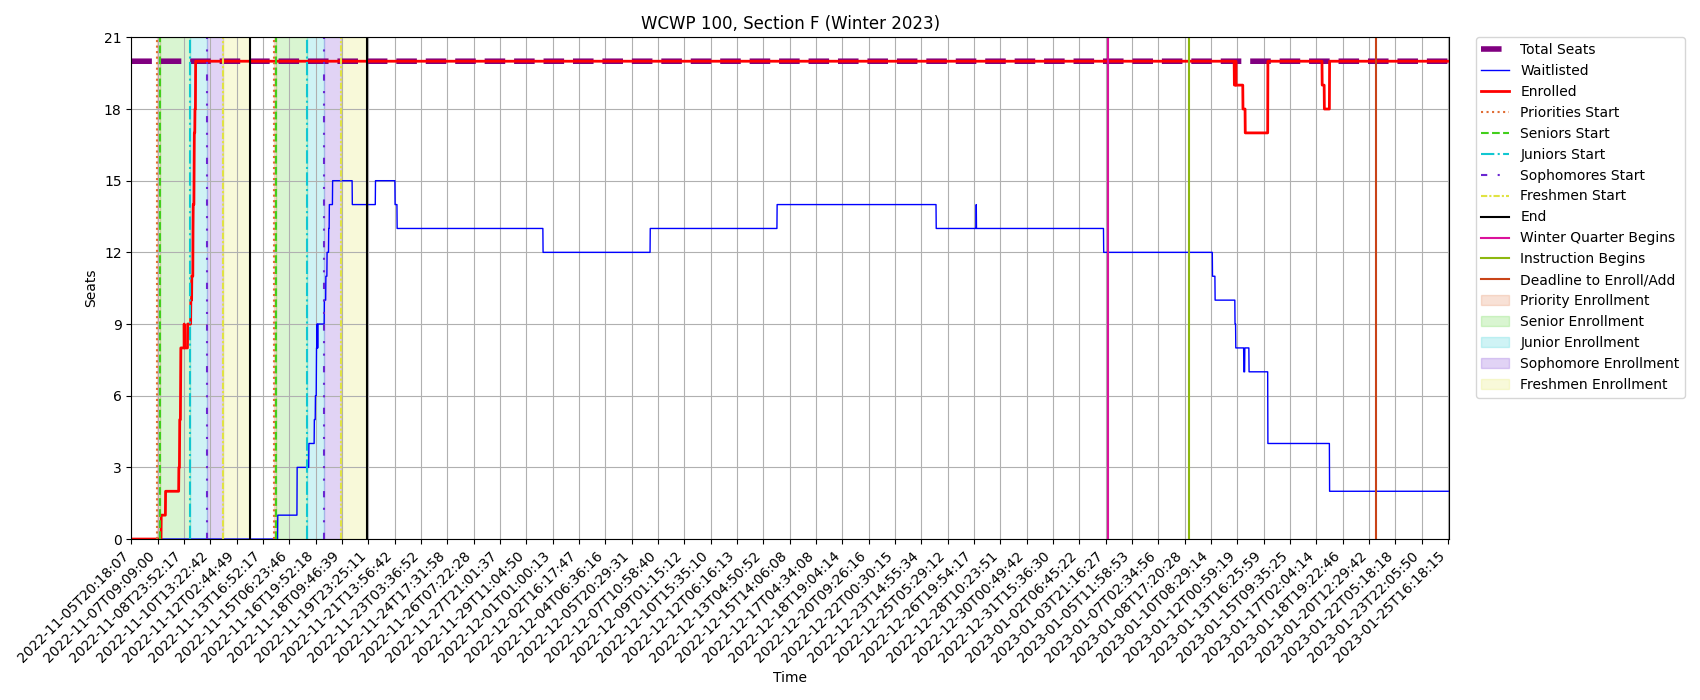 WCWP 100, Section F (Winter 2023)
21
18
15
12
9
6
3
0
Seats
2022-11-05T20:18:07
2022-11-07T09:09:00
2022-11-08T23:52:17
2022-11-10T13:22:42
2022-11-12T02:44:49
2022-11-13T16:52:17
2022-11-15T06:23:46
2022-11-16T19:52:18
2022-11-18T09:46:39
2022-11-19T23:25:11
2022-11-21T13:56:42
2022-11-23T03:36:52
2022-11-24T17:31:58
2022-11-26T07:22:28
2022-11-27T21:01:37
2022-11-29T11:04:50
2022-12-01T01:00:13
2022-12-02T16:17:47
2022-12-04T06:36:16
2022-12-05T20:29:31
2022-12-07T10:58:40
2022-12-09T01:15:12
2022-12-10T15:35:10
2022-12-12T06:16:13
2022-12-13T04:50:52
2022-12-15T14:06:08
2022-12-17T04:34:08
2022-12-18T19:04:14
2022-12-20T09:26:16
2022-12-22T00:30:15
2022-12-23T14:55:34
2022-12-25T05:29:12
2022-12-26T19:54:17
2022-12-28T10:23:51
2022-12-30T00:49:42
2022-12-31T15:36:30
2023-01-02T06:45:22
2023-01-03T21:16:27
2023-01-05T11:58:53
2023-01-07T02:34:56
2023-01-08T17:20:28
2023-01-10T08:29:14
2023-01-12T00:59:19
2023-01-13T16:25:59
2023-01-15T09:35:25
2023-01-17T02:04:14
2023-01-18T19:22:46
2023-01-20T12:29:42
2023-01-22T05:18:18
2023-01-23T22:05:50
2023-01-25T16:18:15
Time
Total Seats
Waitlisted
Enrolled
Priorities Start
Seniors Start
Juniors Start
Sophomores Start
Freshmen Start
End
Winter Quarter Begins
Instruction Begins
Deadline to Enroll/Add
Priority Enrollment
Senior Enrollment
Junior Enrollment
Sophomore Enrollment
Freshmen Enrollment